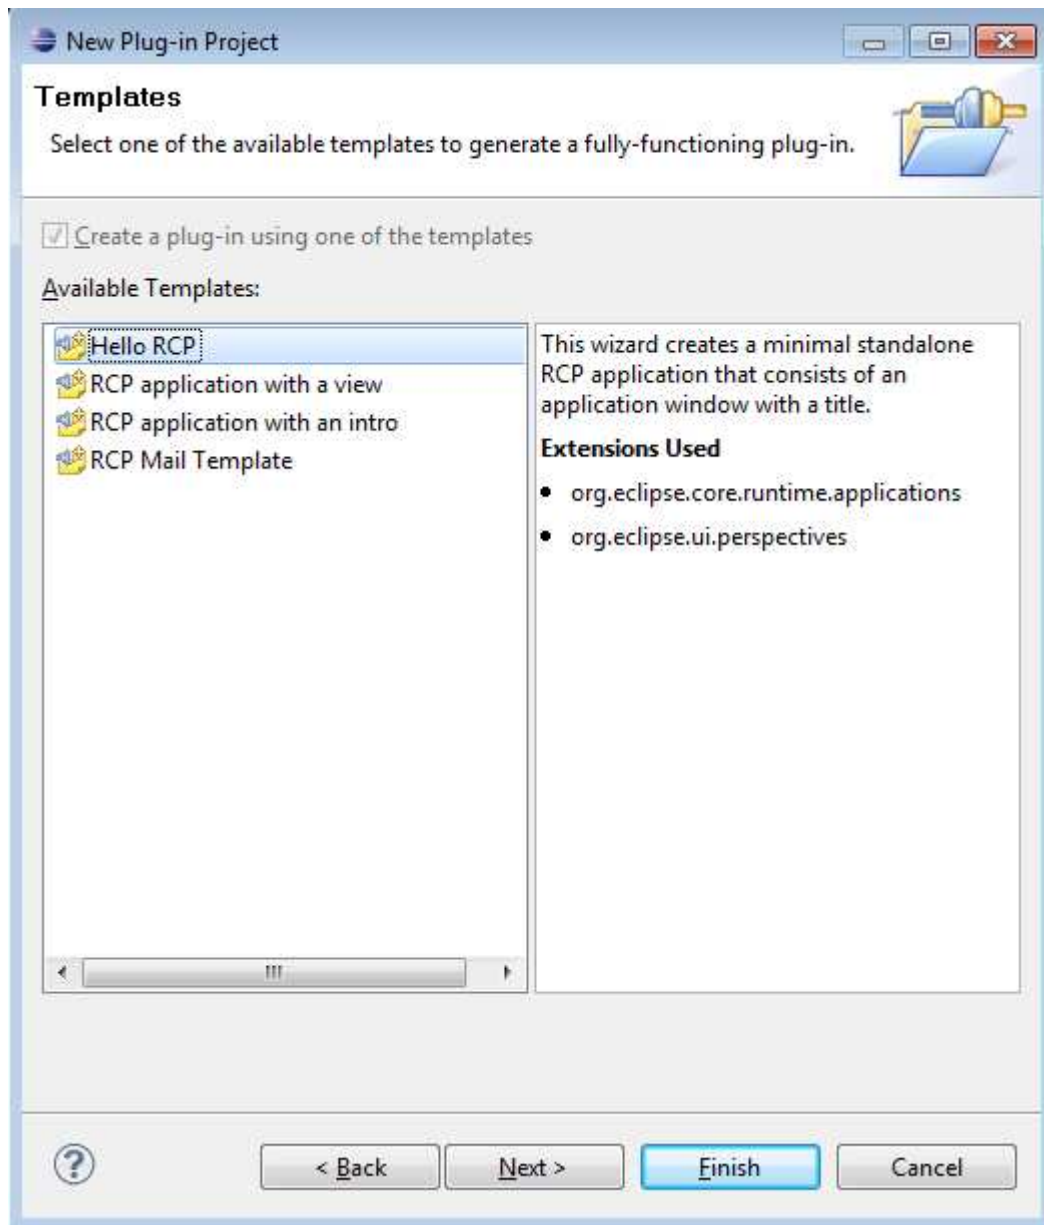 New Plug-in Project
Templates
Select one of the available templates to generate a fully-functioning plug-in.
Create a plug-in using one of the templates
Available Templates:
Hello RCP
RCP application with a view
RCP application with an intro
RCP Mail Template
This wizard creates a minimal standalone
RCP application that consists of an
application window with a title.
Extensions Used
• org.eclipse.core.runtime.applications
• org.eclipse.ui.perspectives
< Back
Next >
Finish
Cancel